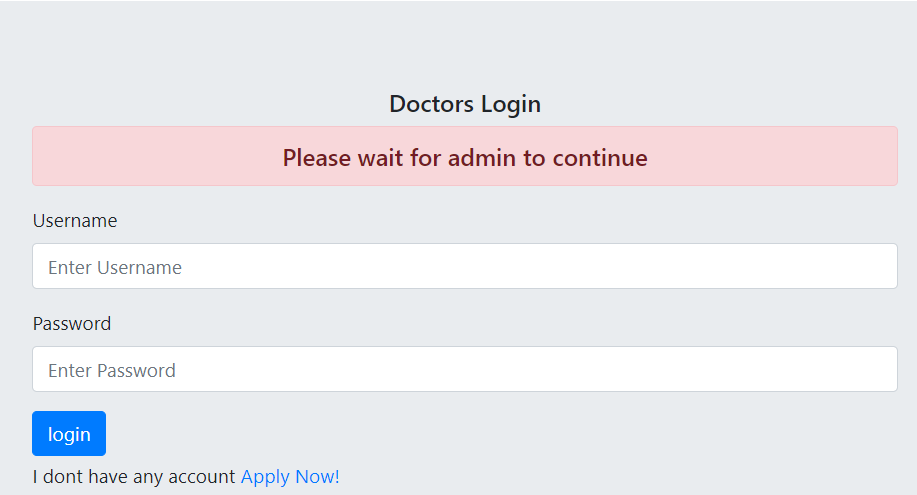 Doctors Login
Please wait for admin to continue
Username
Enter Username
Password
Enter Password
login
I dont have any account Apply Now!